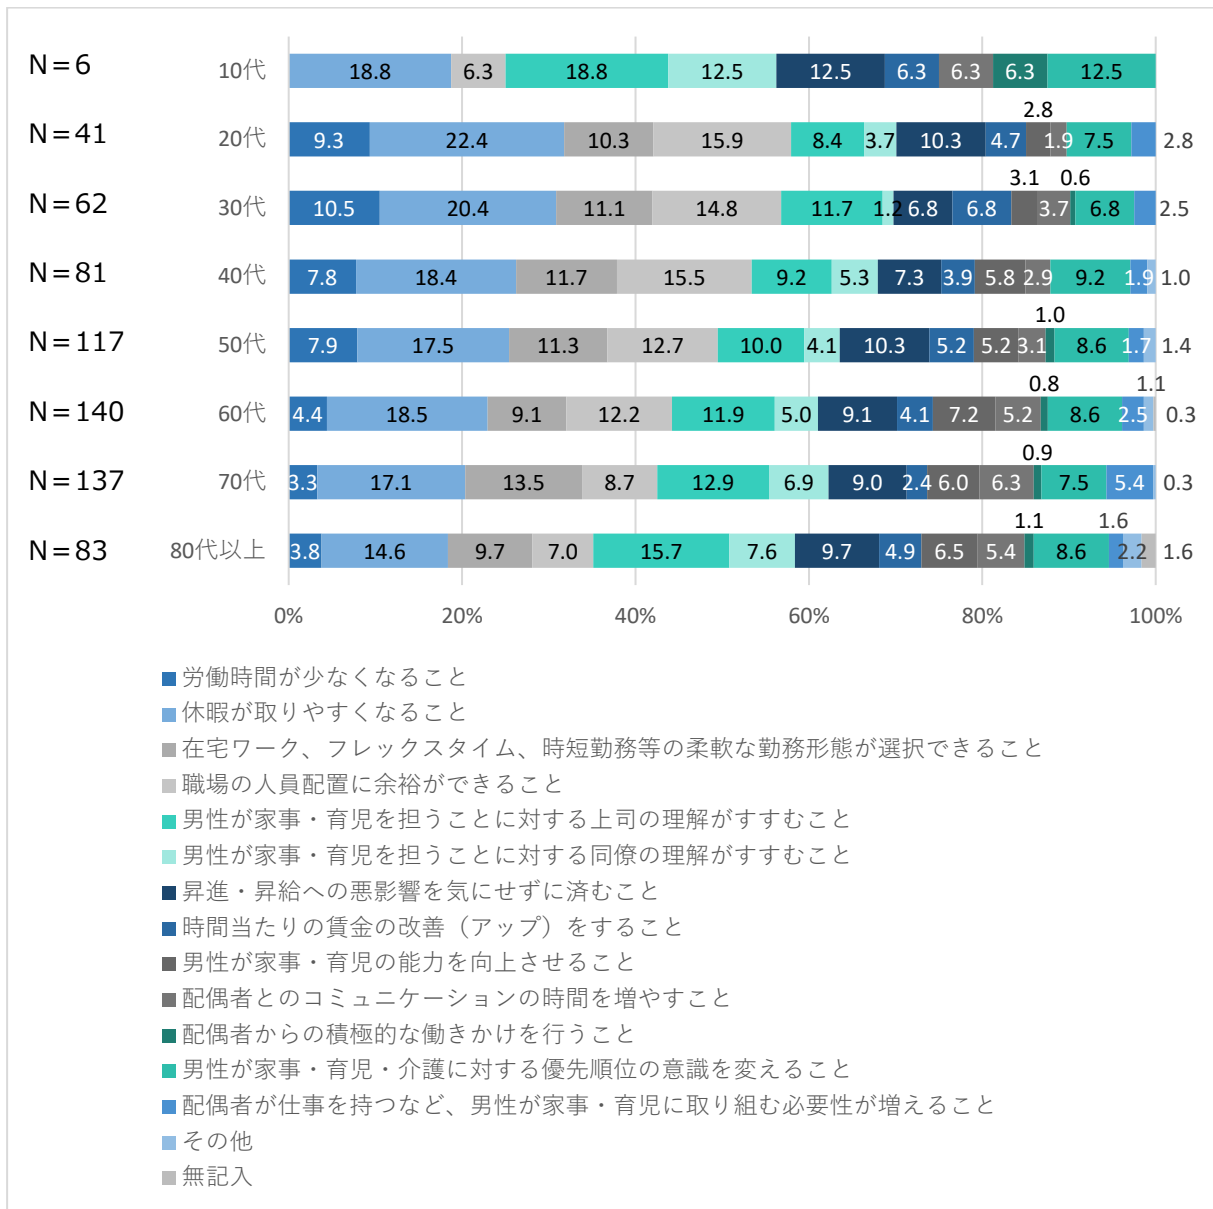 N＝6 10代 18.8 6.3 18.8 12.5 12.5 6.3 6.3 6.3 12.5
2.8
N＝41 20代 9.3 22.4 10.3 15.9 8.4 3.7 10.3 4.7 1.9 7.5 2.8
3.1 0.6
N＝62 30代 10.5 20.4 11.1 14.8 11.7 1.2 6.8 6.8 3.7 6.8 2.5
N＝81 40代 7.8 18.4 11.7 15.5 9.2 5.3 7.3 3.9 5.8 2.9 9.2 1.9 1.0
1.0
N＝117 50代 7.9 17.5 11.3 12.7 10.0 4.1 10.3 5.2 5.2 3.1 8.6 1.7 1.4
0.8 1.1
N＝140 60代 4.4 18.5 9.1 12.2 11.9 5.0 9.1 4.1 7.2 5.2 8.6 2.5 0.3
0.9
N＝137 70代 3.3 17.1 13.5 8.7 12.9 6.9 9.0 2.4 6.0 6.3 7.5 5.4 0.3
1.1 1.6
N＝83 80代以上 3.8 14.6 9.7 7.0 15.7 7.6 9.7 4.9 6.5 5.4 8.6 2.2 1.6
0% 20% 40% 60% 80% 100%
労働時間が少なくなること
休暇が取りやすくなること
在宅ワーク、フレックスタイム、時短勤務等の柔軟な勤務形態が選択できること
職場の人員配置に余裕ができること
男性が家事・育児を担うことに対する上司の理解がすすむこと
男性が家事・育児を担うことに対する同僚の理解がすすむこと
昇進・昇給への悪影響を気にせずに済むこと
時間当たりの賃金の改善（アップ）をすること
男性が家事・育児の能力を向上させること
配偶者とのコミュニケーションの時間を増やすこと
配偶者からの積極的な働きかけを行うこと
男性が家事・育児・介護に対する優先順位の意識を変えること
配偶者が仕事を持つなど、男性が家事・育児に取り組む必要性が増えること
その他
無記入